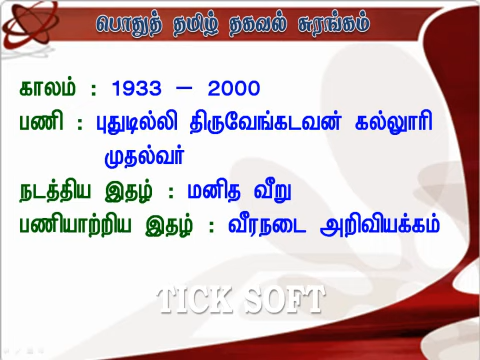 பொதுத் தமிழ் தகவல் சுரங்கம்
காலம் : 1933 – 2000
பணி : புதுடில்லி திருவேங்கடவன் கல்லூரி
முதல்வர்
நடத்திய இதழ் : மனித வீறு
பணியாற்றிய இதழ் : வீரநடை அறிவியக்கம்
TICK SOFT